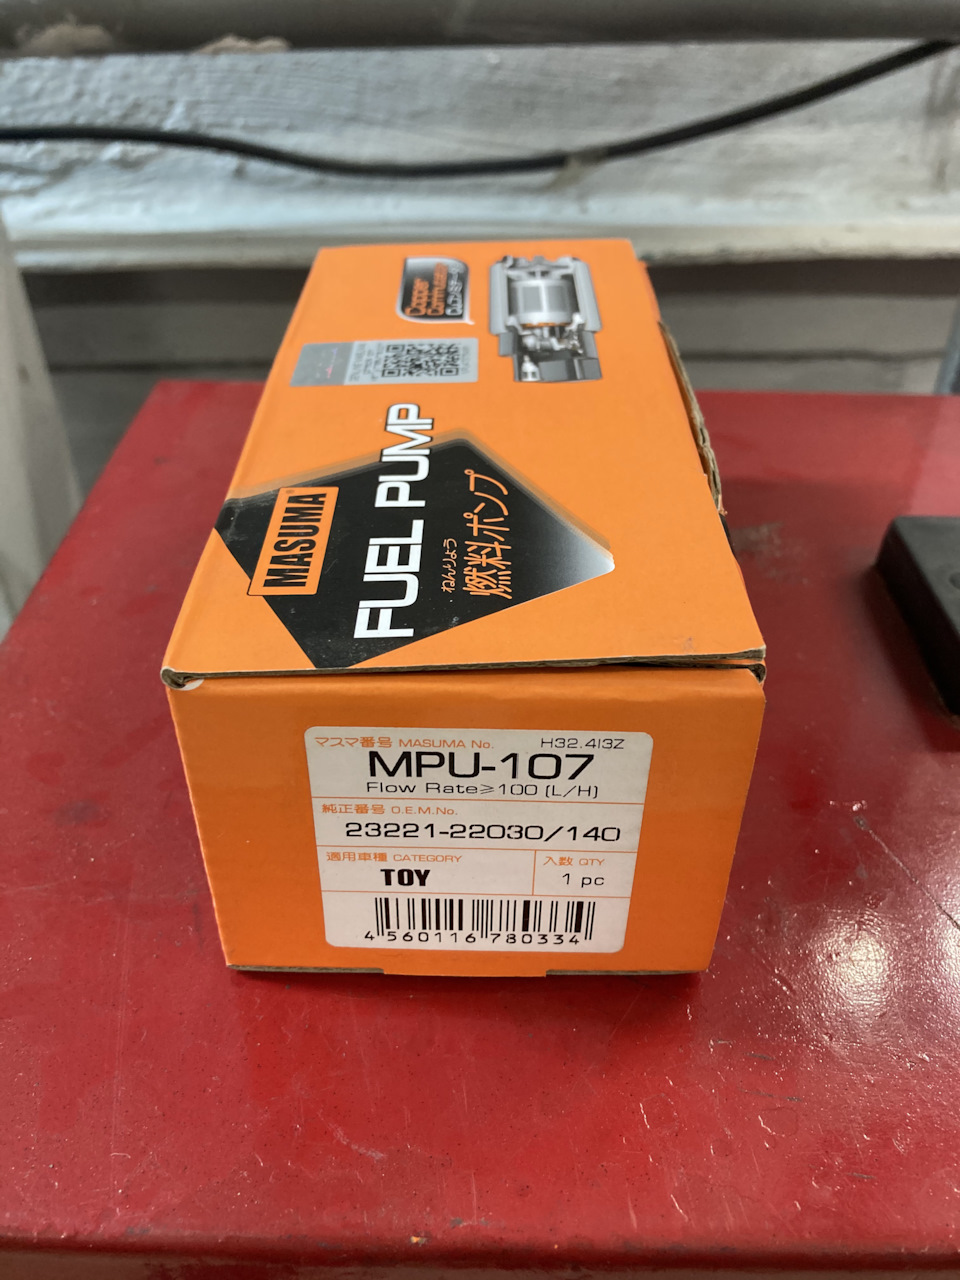 Copper
Commutator
MASUMA
FUEL PUMP
ねんりょう
燃料ポンプ
マスマ番号 MASUMA No. H32.413Z
MPU-107
Flow Rate≥100 (L/H)
純正番号 O.E.M.No.
23221-22030/140
適用車種 CATEGORY
入数 QTY
TOY
1 pc
4 560116 780334